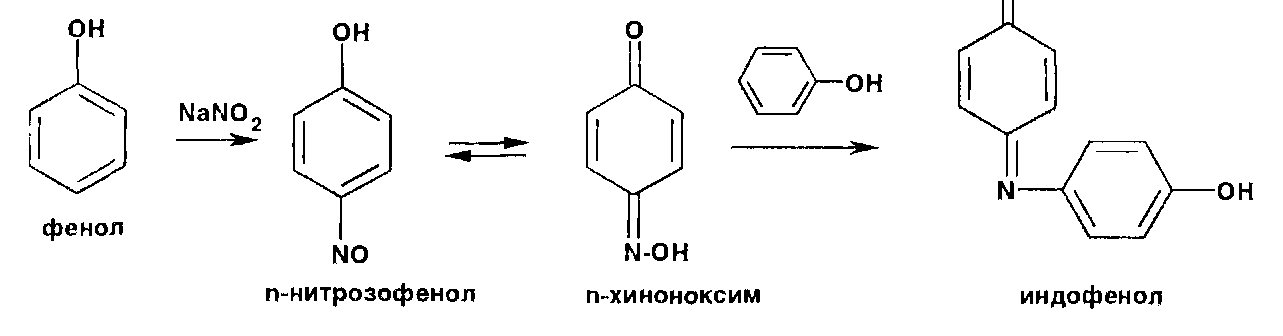 OH
NaNO2
фенол
OH
NO
п-нитрозофенол
O
N-OH
п-хиноноксим
OH
N
OH
индофенол